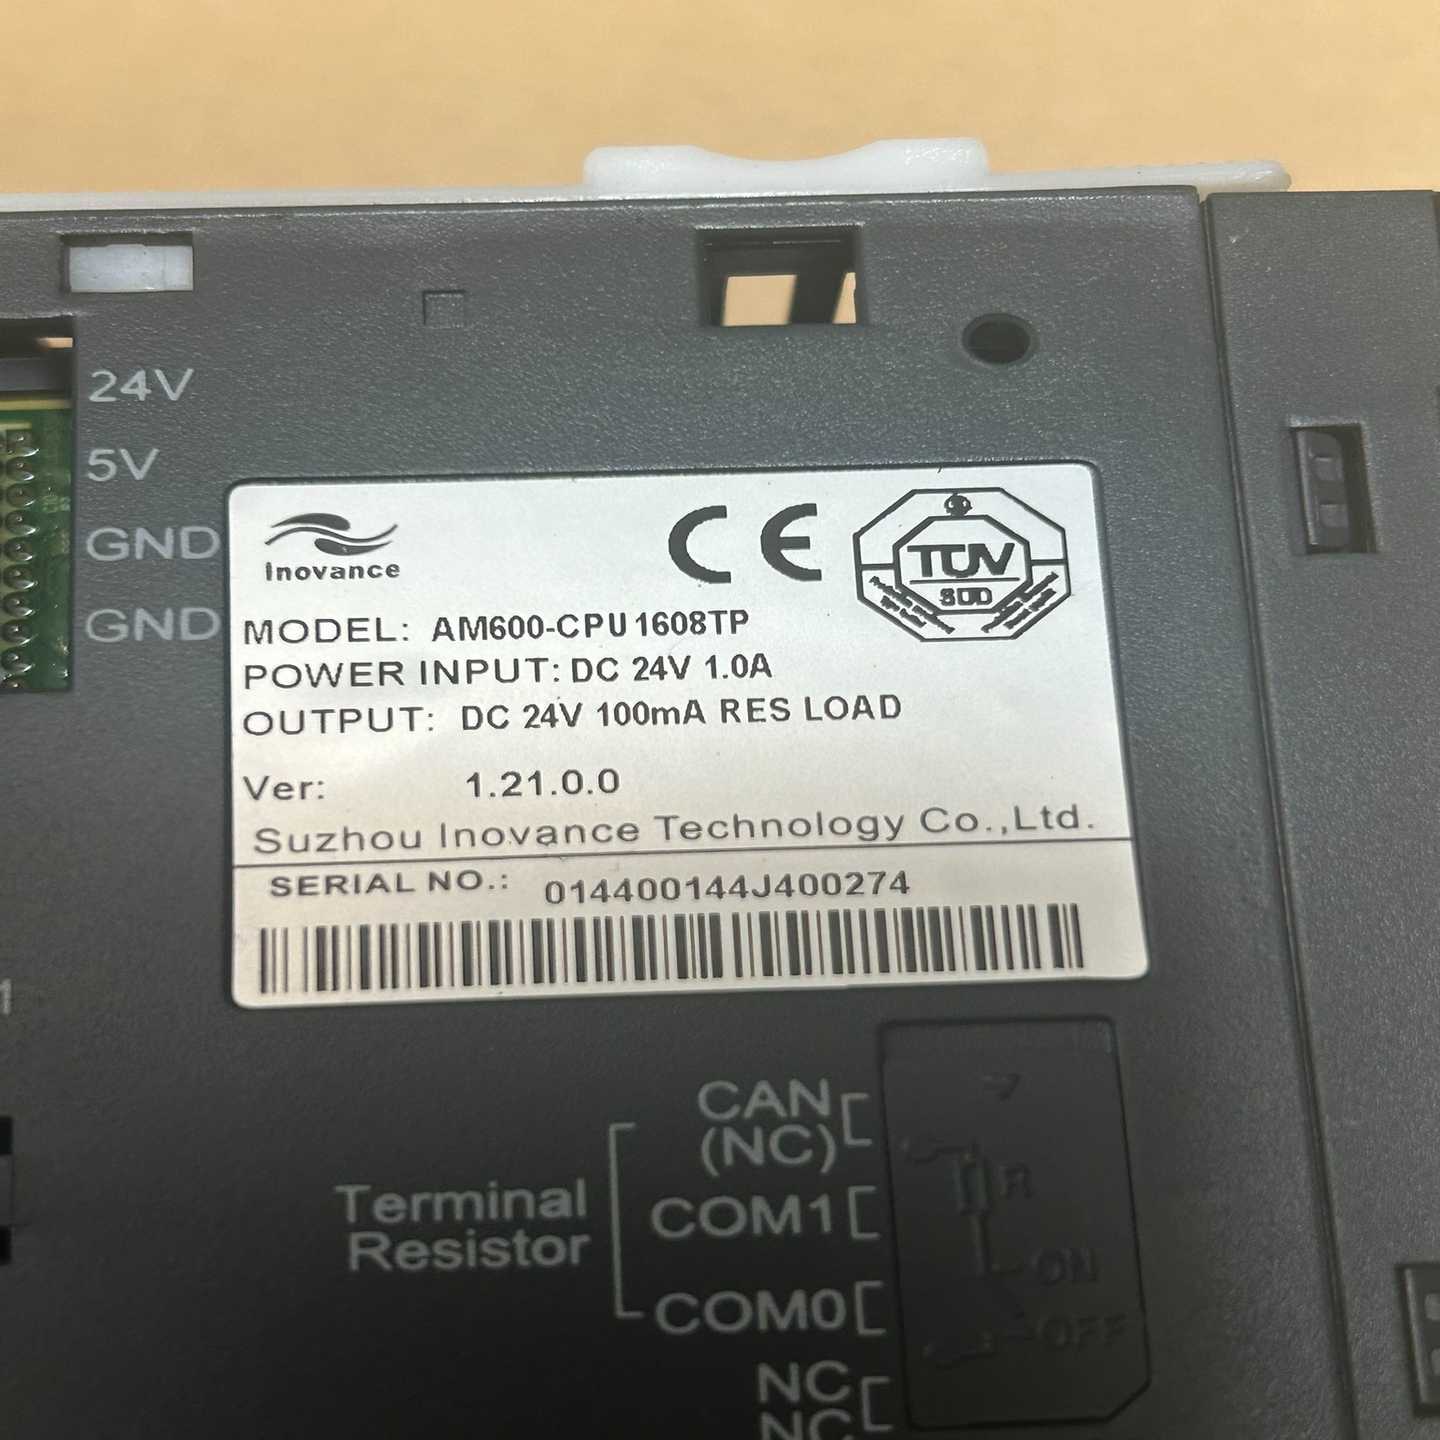 24V
5V
GND
GND
Inovance
CE
TÜV
SÜD
MODEL: AM600-CPU1608TP
POWER INPUT: DC 24V 1.0A
OUTPUT: DC 24V 100mA RES LOAD
Ver: 1.21.0.0
Suzhou Inovance Technology Co.,Ltd.
SERIAL NO.: 014400144J400274
CAN
(NC)
Terminal
Resistor
COM1
COM0
NC
NC
R
ON
OFF